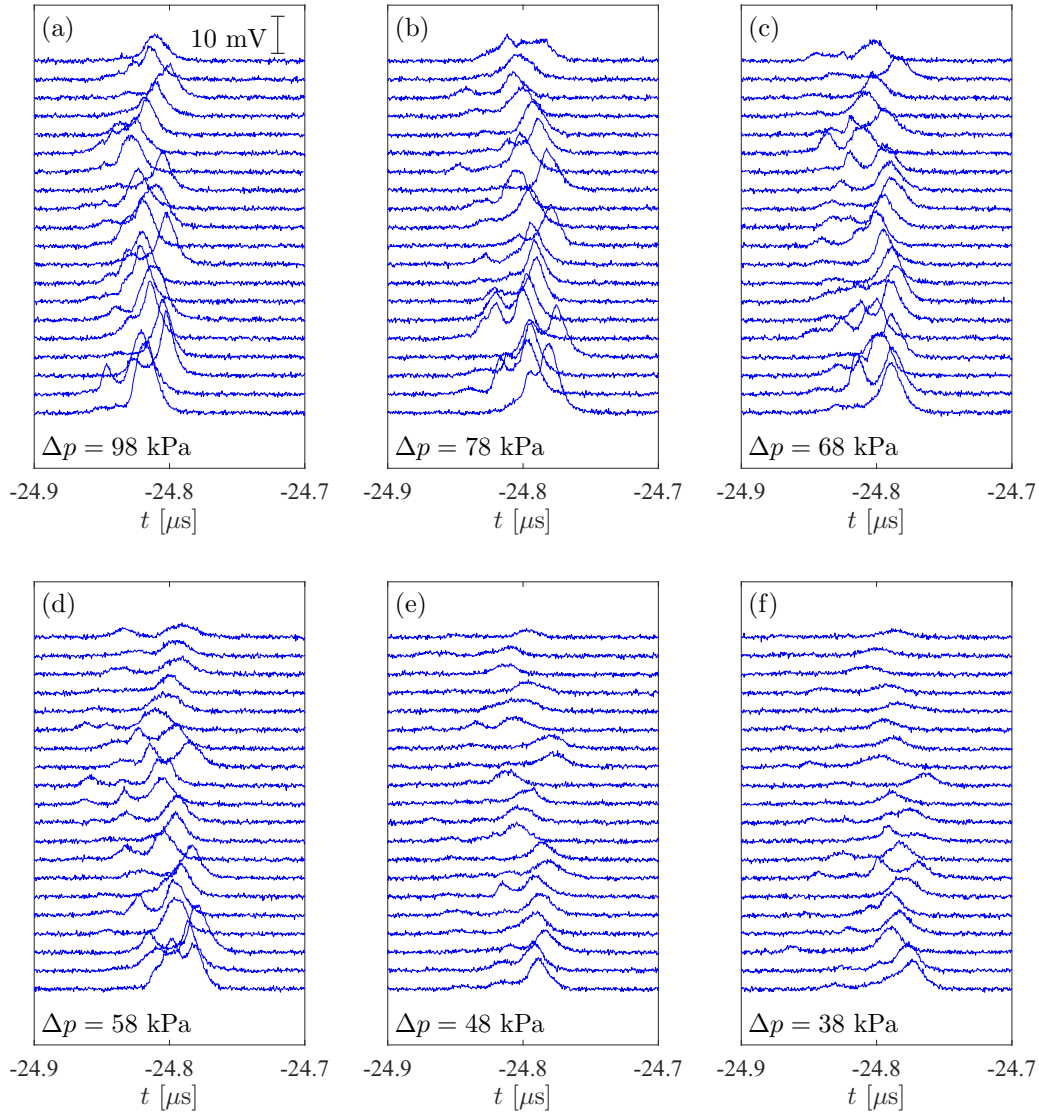 (a) 10 mV (b) (c)
Δp = 98 kPa Δp = 78 kPa Δp = 68 kPa
-24.9 -24.8 -24.7 -24.9 -24.8 -24.7 -24.9 -24.8 -24.7
t [μs] t [μs] t [μs]
(d) (e) (f)
Δp = 58 kPa Δp = 48 kPa Δp = 38 kPa
-24.9 -24.8 -24.7 -24.9 -24.8 -24.7 -24.9 -24.8 -24.7
t [μs] t [μs] t [μs]